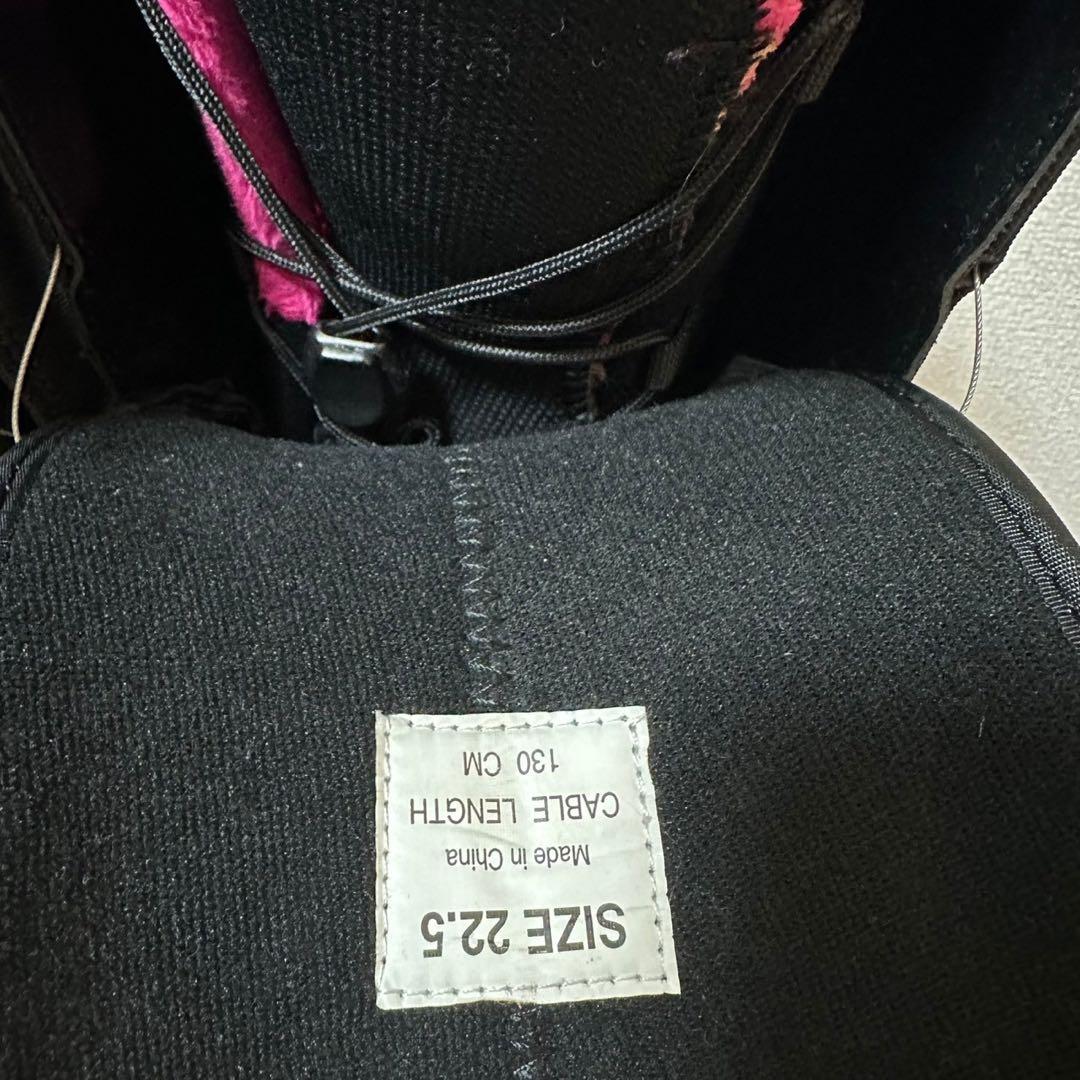 SIZE 22.5
Made in China
CABLE LENGTH
130 CM